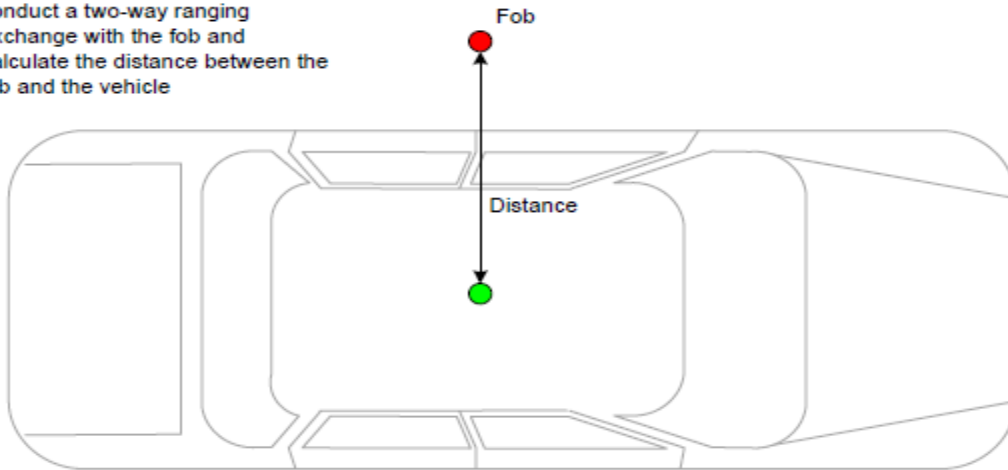 onduct a two-way ranging
xchange with the fob and
alculate the distance between the
b and the vehicle
Fob
Distance